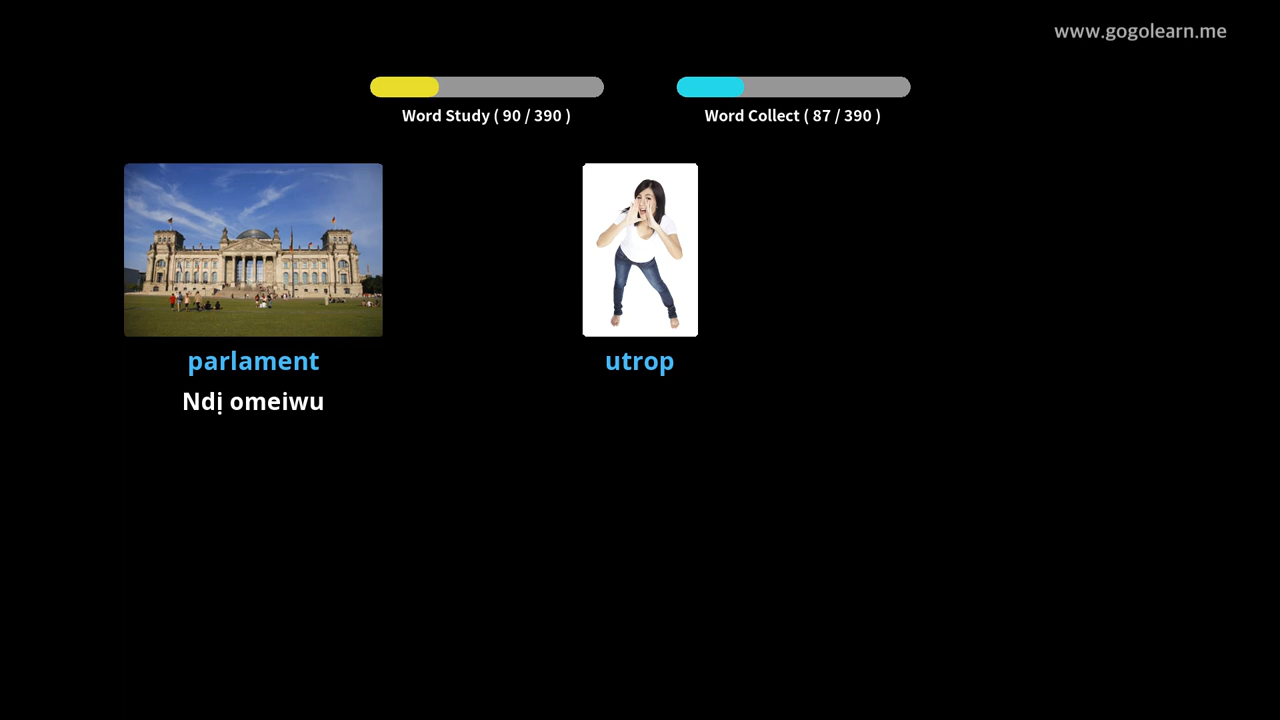 www.gogolearn.me
Word Study ( 90 / 390 )
Word Collect ( 87 / 390 )
parlament
utrop
Ndị omeiwu